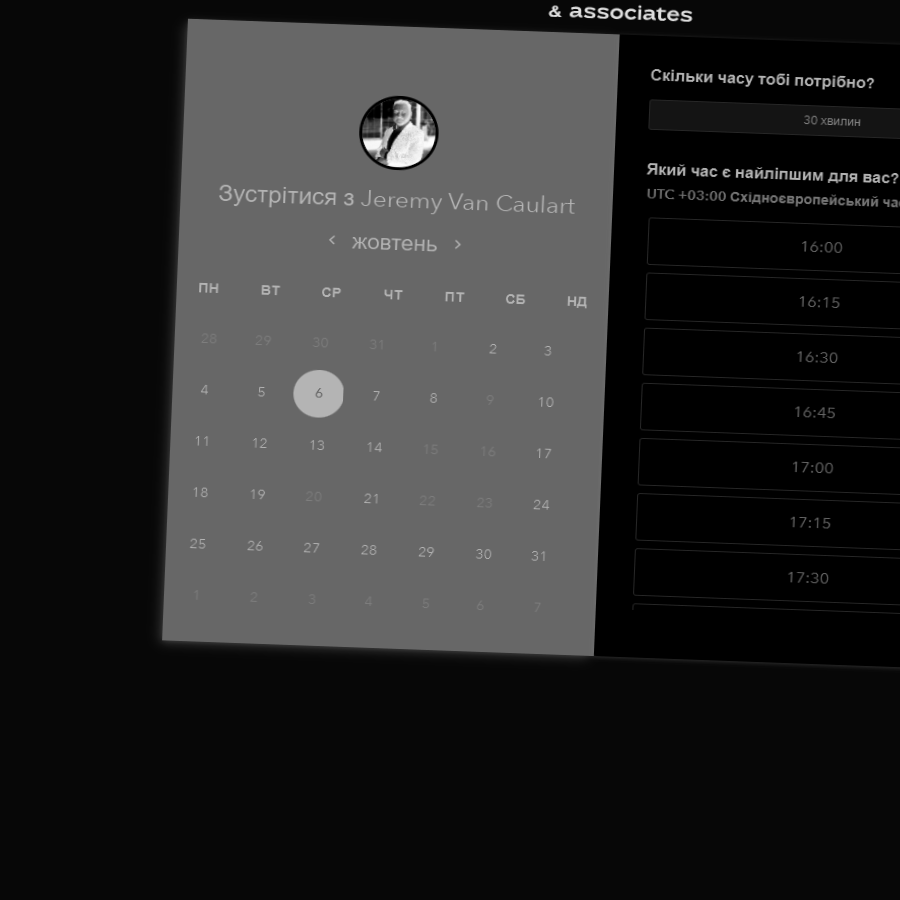 & associates
Зустрітися з Jeremy Van Caulart
‹ жовтень ›
ПН ВТ СР ЧТ ПТ СБ НД
28 29 30 31 1 2 3
4 5 6 7 8 9 10
11 12 13 14 15 16 17
18 19 20 21 22 23 24
25 26 27 28 29 30 31
1 2 3 4 5 6 7
Скільки часу тобі потрібно?
30 хвилин
Який час є найліпшим для вас?
UTC +03:00 Східноєвропейський ча
16:00
16:15
16:30
16:45
17:00
17:15
17:30